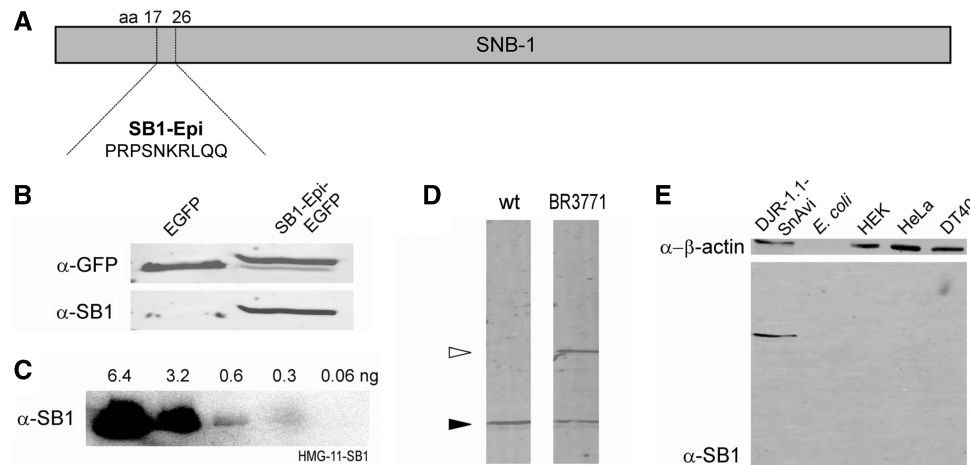 A
aa 17 26
SNB-1
SB1-Epi
PRPSNKRLQQ
B
EGFP
SB1-Epi-
EGFP
α-GFP
α-SB1
C
6.4 3.2 0.6 0.3 0.06 ng
α-SB1
HMG-11-SB1
D
wt BR3771
E
DJR-1.1-
SnAvi
E. coli
HEK
HeLa
DT40
α-β-actin
α-SB1